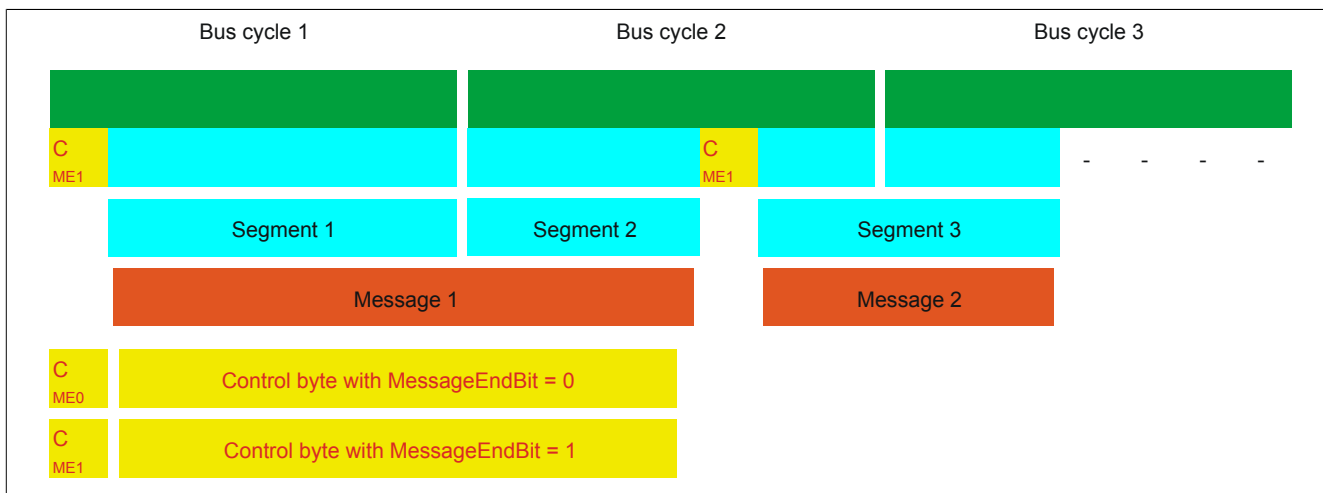 Bus cycle 1 Bus cycle 2 Bus cycle 3
C
ME1
C
ME1
- - - -
Segment 1 Segment 2 Segment 3
Message 1 Message 2
C
ME0
Control byte with MessageEndBit = 0
C
ME1
Control byte with MessageEndBit = 1